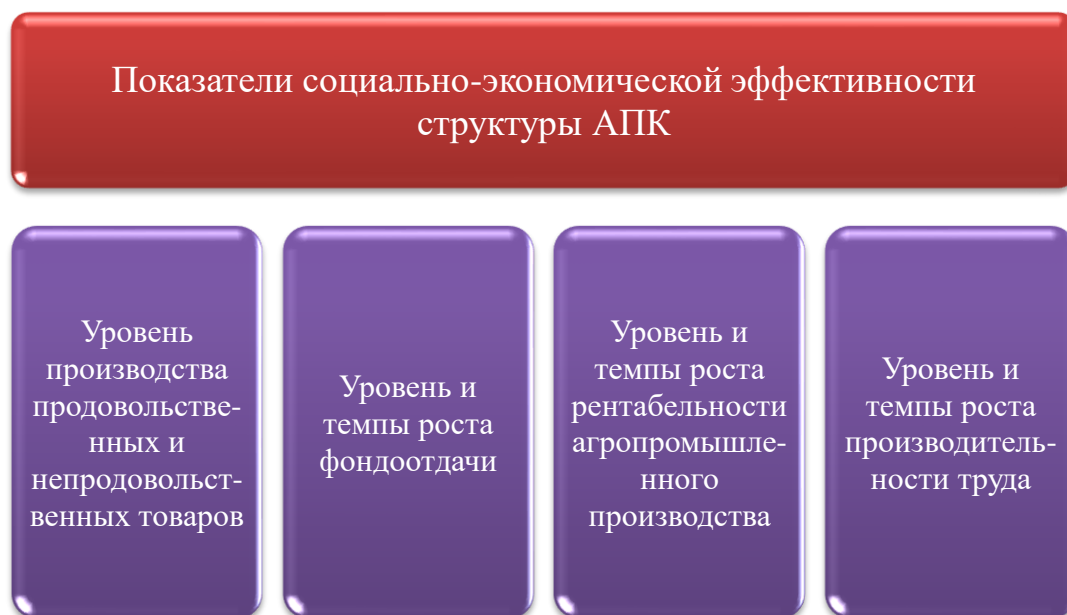 Показатели социально-экономической эффективности
структуры АПК
Уровень
производства
продовольстве-
нных и
непродовольст-
венных товаров
Уровень и
темпы роста
фондоотдачи
Уровень и
темпы роста
рентабельности
агропромышле-
нного
производства
Уровень и
темпы роста
производитель-
ности труда